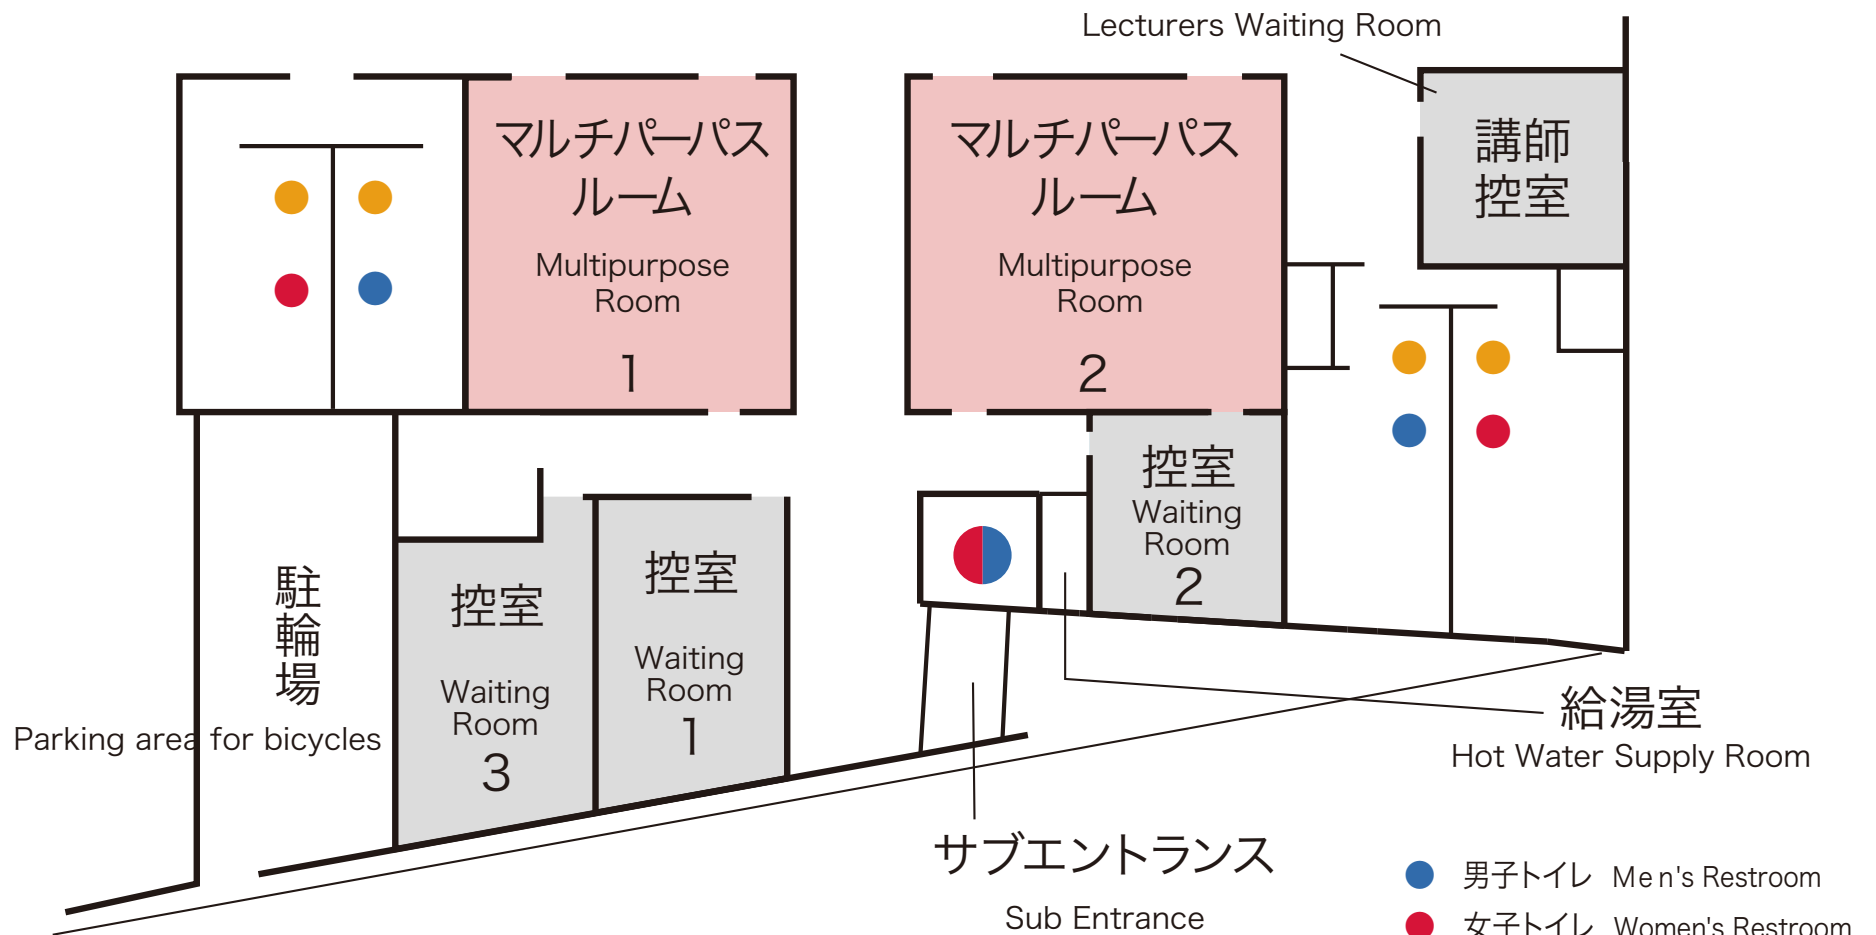 Lecturers Waiting Room
マルチパーパス
ルーム
Multipurpose
Room
1
マルチパーパス
ルーム
Multipurpose
Room
2
講師
控室
控室
Waiting
Room
2
控室
Waiting
Room
1
控室
Waiting
Room
3
駐輪場
Parking area for bicycles
給湯室
Hot Water Supply Room
サブエントランス
Sub Entrance
男子トイレ Men's Restroom
女子トイレ Women's Restroom